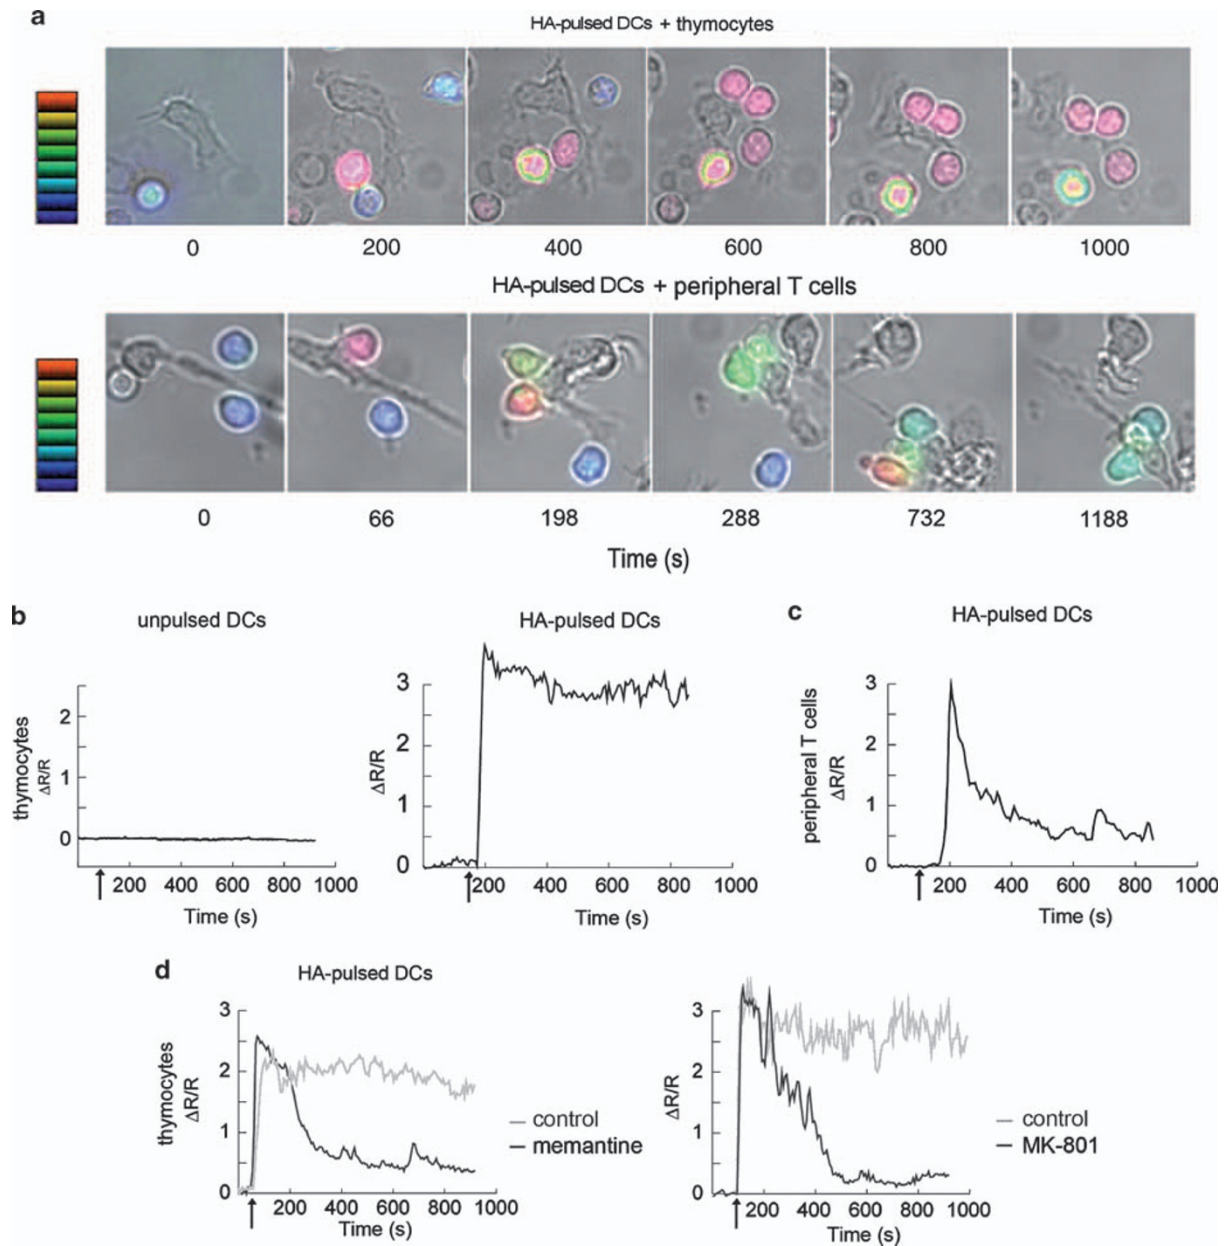 a
HA-pulsed DCs + thymocytes
0 200 400 600 800 1000
HA-pulsed DCs + peripheral T cells
0 66 198 288 732 1188
Time (s)
b
unpulsed DCs
thymocytes
ΔR/R
2
1
0
200 400 600 800 1000
Time (s)
HA-pulsed DCs
ΔR/R
3
2
1
0
200 400 600 800 1000
Time (s)
c
HA-pulsed DCs
peripheral T cells
ΔR/R
3
2
1
0
200 400 600 800 1000
Time (s)
d
HA-pulsed DCs
thymocytes
ΔR/R
3
2
1
0
200 400 600 800 1000
Time (s)
control
memantine
ΔR/R
3
2
1
0
200 400 600 800 1000
Time (s)
control
MK-801